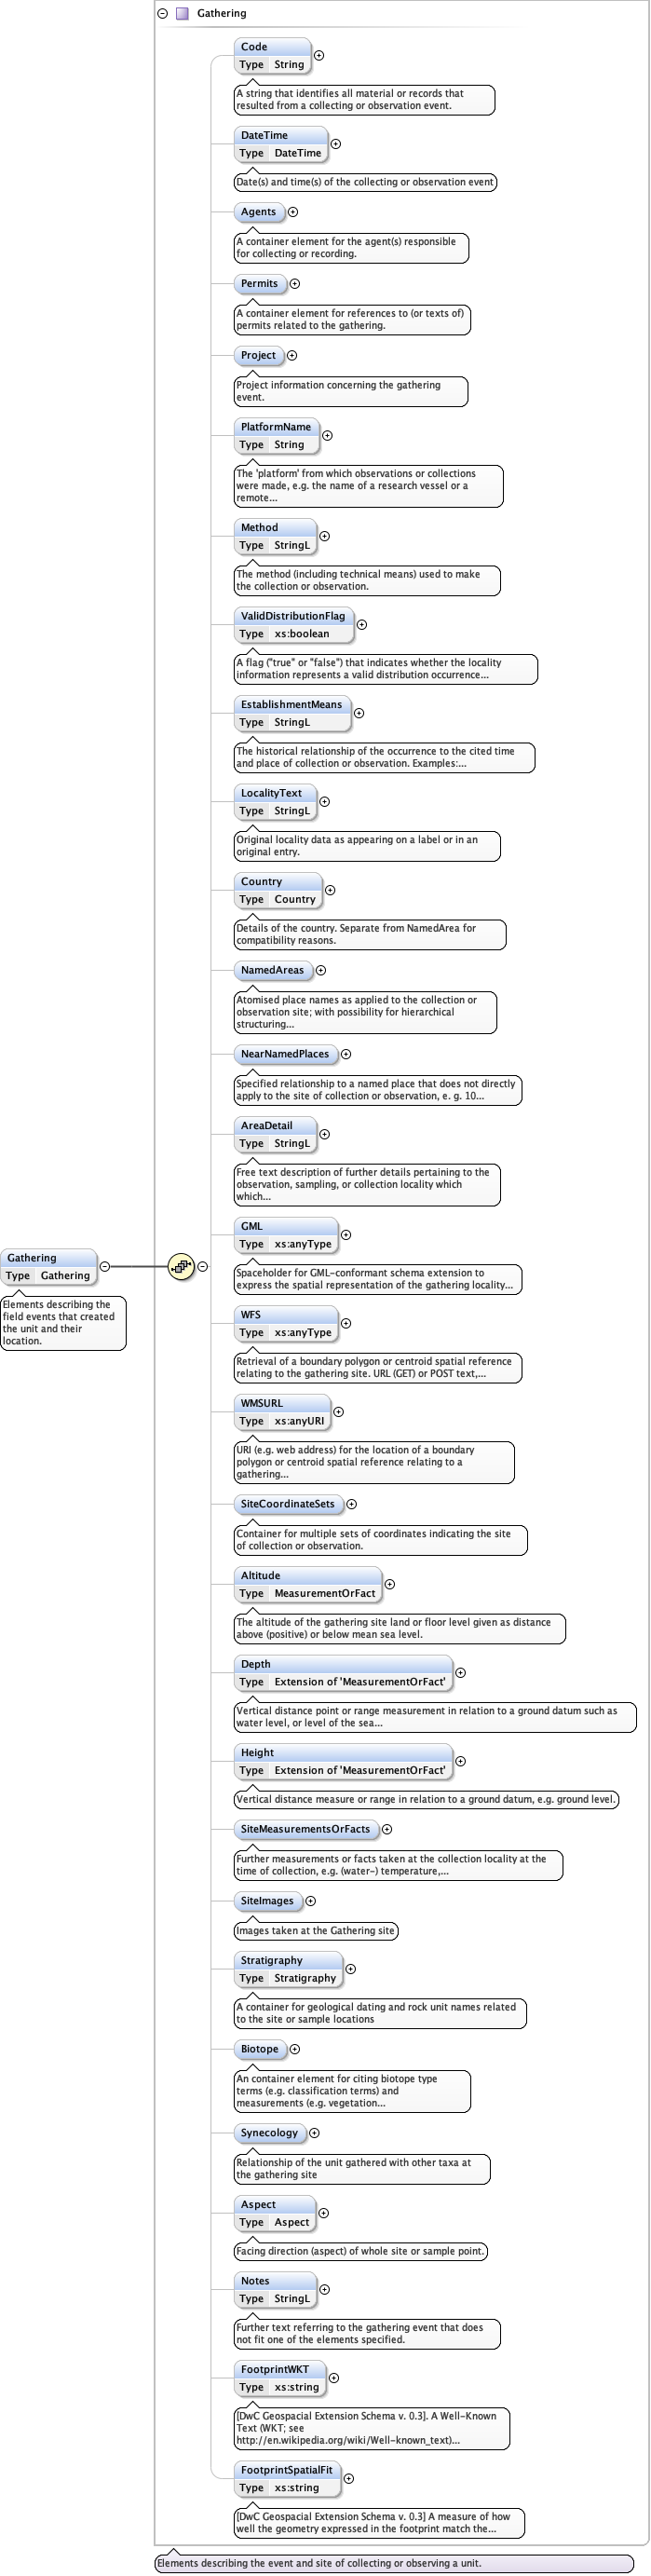 Gathering
Code
Type String
A string that identifies all material or records that
resulted from a collecting or observation event.
DateTime
Type DateTime
Date(s) and time(s) of the collecting or observation event
Agents
A container element for the agent(s) responsible
for collecting or recording.
Permits
A container element for references to (or texts of)
permits related to the gathering.
Project
Project information concerning the gathering
event.
PlatformName
Type String
The 'platform' from which observations or collections
were made, e.g. the name of a research vessel or a
remote...
Method
Type StringL
The method (including technical means) used to make
the collection or observation.
ValidDistributionFlag
Type xs:boolean
A flag ("true" or "false") that indicates whether the locality
information represents a valid distribution occurrence...
EstablishmentMeans
Type StringL
The historical relationship of the occurrence to the cited time
and place of collection or observation. Examples:...
LocalityText
Type StringL
Original locality data as appearing on a label or in an
original entry.
Country
Type Country
Details of the country. Separate from NamedArea for
compatibility reasons.
NamedAreas
Atomised place names as applied to the collection or
observation site; with possibility for hierarchical
structuring...
NearNamedPlaces
Specified relationship to a named place that does not directly
apply to the site of collection or observation, e. g. 10...
AreaDetail
Type StringL
Free text description of further details pertaining to the
observation, sampling, or collection locality which
which...
GML
Type xs:anyType
Spaceholder for GML-conformant schema extension to
express the spatial representation of the gathering locality...
Gathering
Type Gathering
Elements describing the
field events that created
the unit and their
location.
WFS
Type xs:anyType
Retrieval of a boundary polygon or centroid spatial reference
relating to the gathering site. URL (GET) or POST text,...
WMSURL
Type xs:anyURI
URI (e.g. web address) for the location of a boundary
polygon or centroid spatial reference relating to a
gathering...
SiteCoordinateSets
Container for multiple sets of coordinates indicating the site
of collection or observation.
Altitude
Type MeasurementOrFact
The altitude of the gathering site land or floor level given as distance
above (positive) or below mean sea level.
Depth
Type Extension of 'MeasurementOrFact'
Vertical distance point or range measurement in relation to a ground datum such as
water level, or level of the sea...
Height
Type Extension of 'MeasurementOrFact'
Vertical distance measure or range in relation to a ground datum, e.g. ground level.
SiteMeasurementsOrFacts
Further measurements or facts taken at the collection locality at the
time of collection, e.g. (water-) temperature,...
SiteImages
Images taken at the Gathering site
Stratigraphy
Type Stratigraphy
A container for geological dating and rock unit names related
to the site or sample locations
Biotope
An container element for citing biotope type
terms (e.g. classification terms) and
measurements (e.g. vegetation...
Synecology
Relationship of the unit gathered with other taxa at
the gathering site
Aspect
Type Aspect
Facing direction (aspect) of whole site or sample point.
Notes
Type StringL
Further text referring to the gathering event that does
not fit one of the elements specified.
FootprintWKT
Type xs:string
[DwC Geospacial Extension Schema v. 0.3]. A Well-Known
Text (WKT; see
http://en.wikipedia.org/wiki/Well-known_text)...
FootprintSpatialFit
Type xs:string
[DwC Geospacial Extension Schema v. 0.3] A measure of how
well the geometry expressed in the footprint match the...
Elements describing the event and site of collecting or observing a unit.